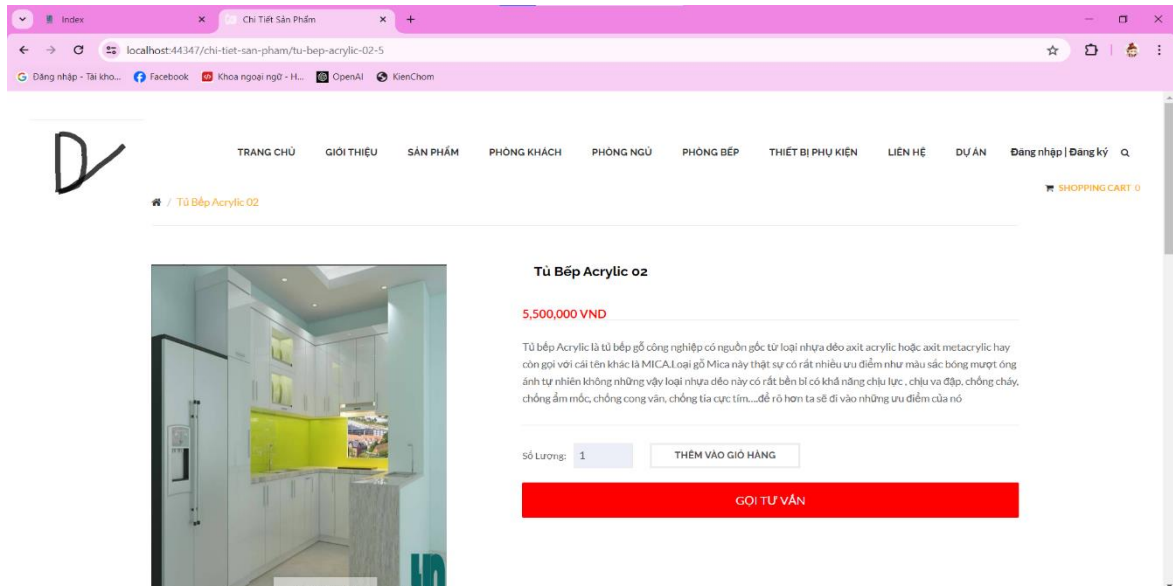 Index
Chi Tiết Sản Phẩm
localhost:44347/chi-tiet-san-pham/tu-bep-acrylic-02-5
Đăng nhập - Tài kho...
Facebook
Khoa ngoại ngữ - H...
OpenAI
KienChom
DV
TRANG CHỦ GIỚI THIỆU SẢN PHẨM PHÒNG KHÁCH PHÒNG NGỦ PHÒNG BẾP THIẾT BỊ PHỤ KIỆN LIÊN HỆ DỰ ÁN Đăng nhập | Đăng ký
SHOPPING CART 0
/ Tủ Bếp Acrylic 02
Tủ Bếp Acrylic 02
5,500,000 VND
Tủ bếp Acrylic là tủ bếp gỗ công nghiệp có nguồn gốc từ loại nhựa dẻo axit acrylic hoặc axit metacrylic hay
còn gọi với cái tên khác là MICA.Loại gỗ Mica này thật sự có rất nhiều ưu điểm như màu sắc bóng mượt óng
ánh tự nhiên không những vậy loại nhựa dẻo này có rất bền bỉ có khả năng chịu lực , chịu va đập, chống cháy,
chống ẩm mốc, chống cong vân, chống tia cực tím....để rõ hơn ta sẽ đi vào những ưu điểm của nó
Số Lượng: 1
THÊM VÀO GIỎ HÀNG
GỌI TƯ VẤN